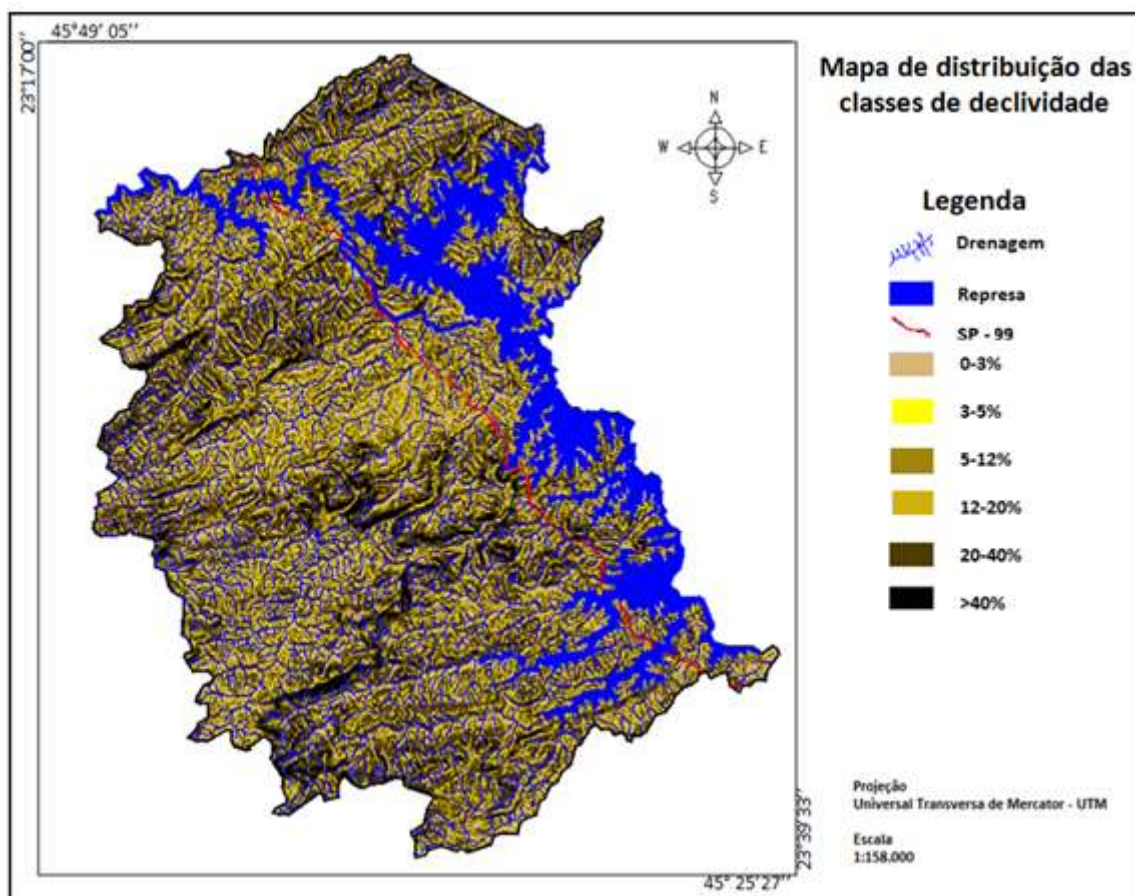 45°49’ 05’’
23°17’00’’
Mapa de distribuição das
classes de declividade
N
W
E
S
Legenda
Drenagem
Represa
SP - 99
0-3%
3-5%
5-12%
12-20%
20-40%
>40%
Projeção
Universal Transversa de Mercator - UTM
Escala
1:158.000
23°39’33’’
45° 25’27’’